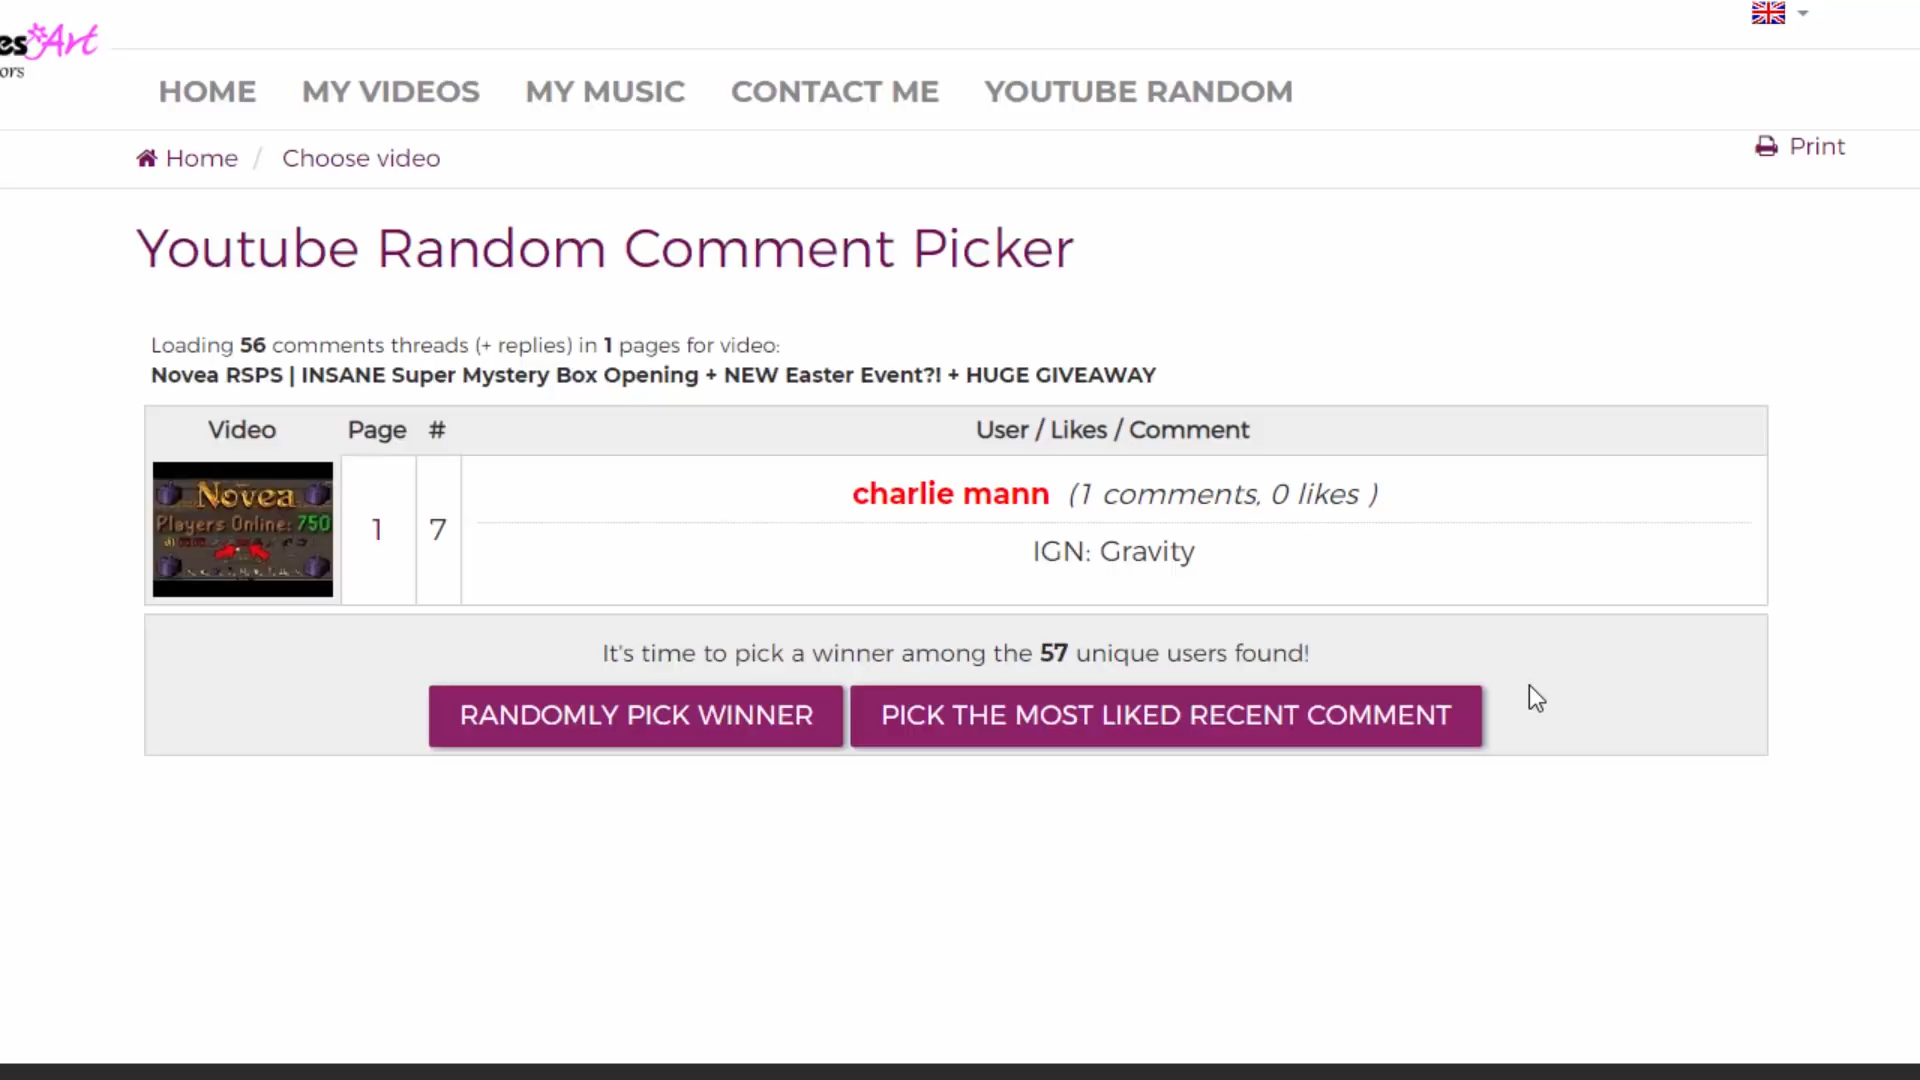 es Art
ors
HOME MY VIDEOS MY MUSIC CONTACT ME YOUTUBE RANDOM
Home / Choose video
Print
Youtube Random Comment Picker
Loading 56 comments threads (+ replies) in 1 pages for video:
Novea RSPS | INSANE Super Mystery Box Opening + NEW Easter Event?! + HUGE GIVEAWAY
Video Page # User / Likes / Comment
Novea
Players Online: 750
1 7
charlie mann (1 comments, 0 likes )
IGN: Gravity
It's time to pick a winner among the 57 unique users found!
RANDOMLY PICK WINNER PICK THE MOST LIKED RECENT COMMENT